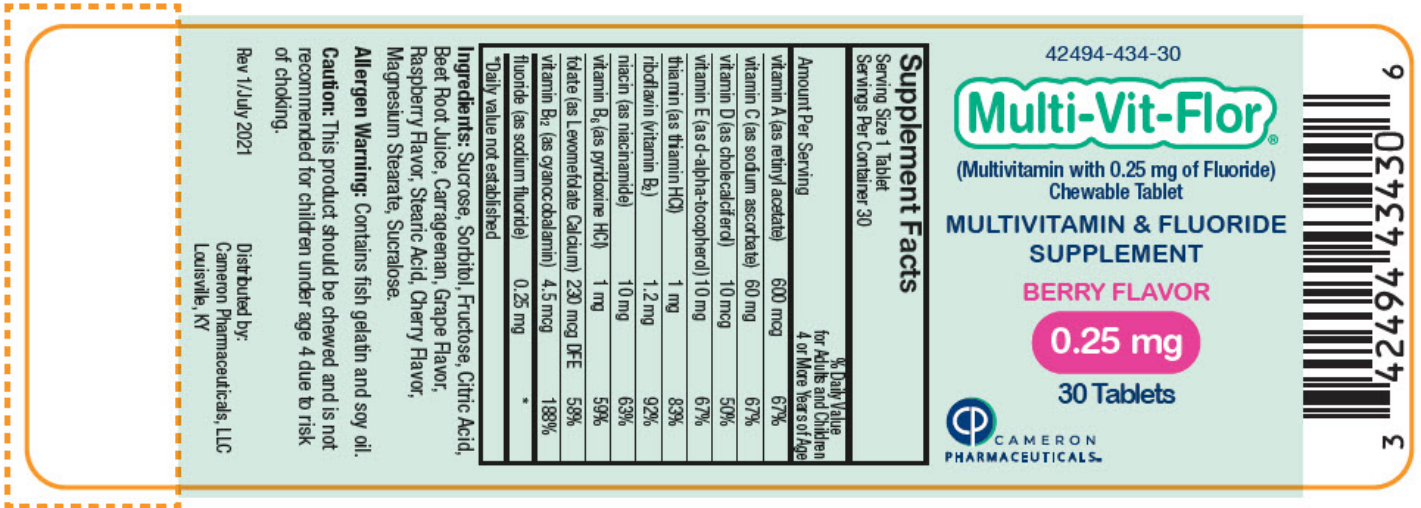 42494-434-30
Multi-Vit-Flor®
(Multivitamin with 0.25 mg of Fluoride)
Chewable Tablet
MULTIVITAMIN & FLUORIDE
SUPPLEMENT
BERRY FLAVOR
0.25 mg
30 Tablets
CP
CAMERON
PHARMACEUTICALS™
3 42494 43430 6
Supplement Facts
Serving Size 1 Tablet
Servings Per Container 30
Amount Per Serving
% Daily Value
for Adults and Children
4 or More Years of Age
vitamin A (as retinyl acetate) 600 mcg 67%
vitamin C (as sodium ascorbate) 60 mg 67%
vitamin D (as cholecalciferol) 10 mcg 50%
vitamin E (as d-alpha-tocopherol) 10 mg 67%
thiamin (as thiamin HCl) 1 mg 83%
riboflavin (vitamin B₂) 1.2 mg 92%
niacin (as niacinamide) 10 mg 63%
vitamin B₆ (as pyridoxine HCl) 1 mg 59%
folate (as Levomefolate Calcium) 230 mcg DFE 58%
vitamin B₁₂ (as cyanocobalamin) 4.5 mcg 188%
fluoride (as sodium fluoride) 0.25 mg *
*Daily value not established
Ingredients: Sucrose, Sorbitol, Fructose, Citric Acid,
Beet Root Juice, Carrageenan, Grape Flavor,
Raspberry Flavor, Stearic Acid, Cherry Flavor,
Magnesium Stearate, Sucralose.
Allergen Warning: Contains fish gelatin and soy oil.
Caution: This product should be chewed and is not
recommended for children under age 4 due to risk
of choking.
Rev 1/July 2021
Distributed by:
Cameron Pharmaceuticals, LLC
Louisville, KY